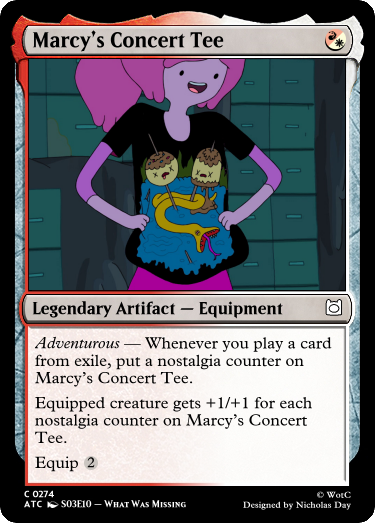 Marcy's Concert Tee
Legendary Artifact — Equipment
Adventurous — Whenever you play a card
from exile, put a nostalgia counter on
Marcy's Concert Tee.
Equipped creature gets +1/+1 for each
nostalgia counter on Marcy's Concert
Tee.
Equip 2
C 0274
ATC S03E10 — What Was Missing
© WotC
Designed by Nicholas Day